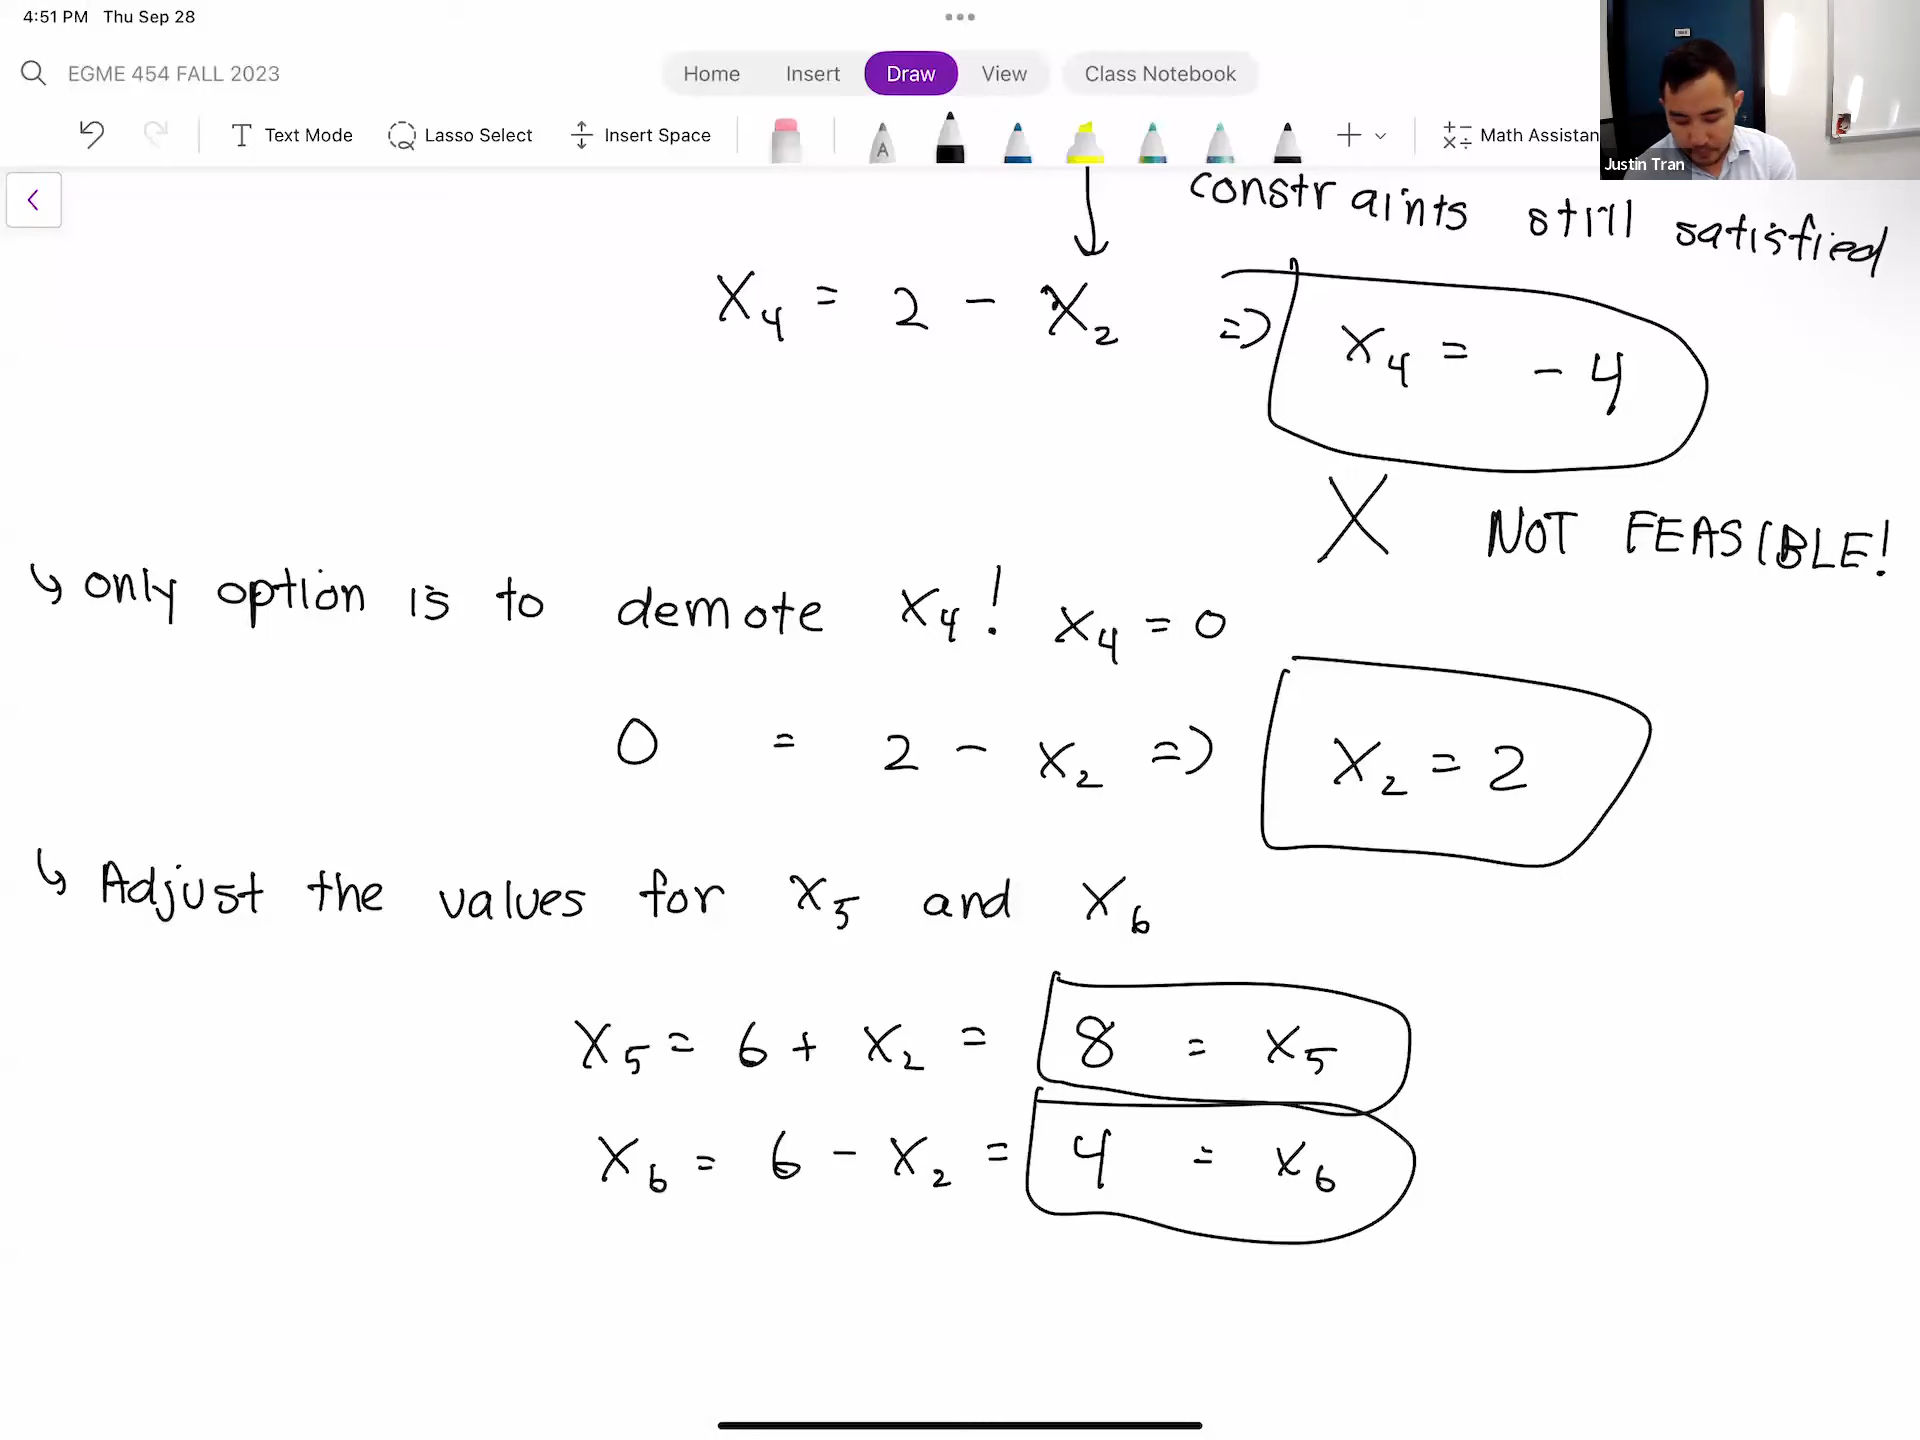 4:51 PM Thu Sep 28
EGME 454 FALL 2023
Home Insert Draw View Class Notebook
Text Mode Lasso Select Insert Space A Math Assistan
Justin Tran
constraints still satisfied
x₄ = 2 - x₂ => x₄ = -4
X NOT FEASIBLE!
↳ only option is to demote x₄! x₄ = 0
0 = 2 - x₂ => x₂ = 2
↳ Adjust the values for x₅ and x₆
x₅ = 6 + x₂ = 8 = x₅
x₆ = 6 - x₂ = 4 = x₆